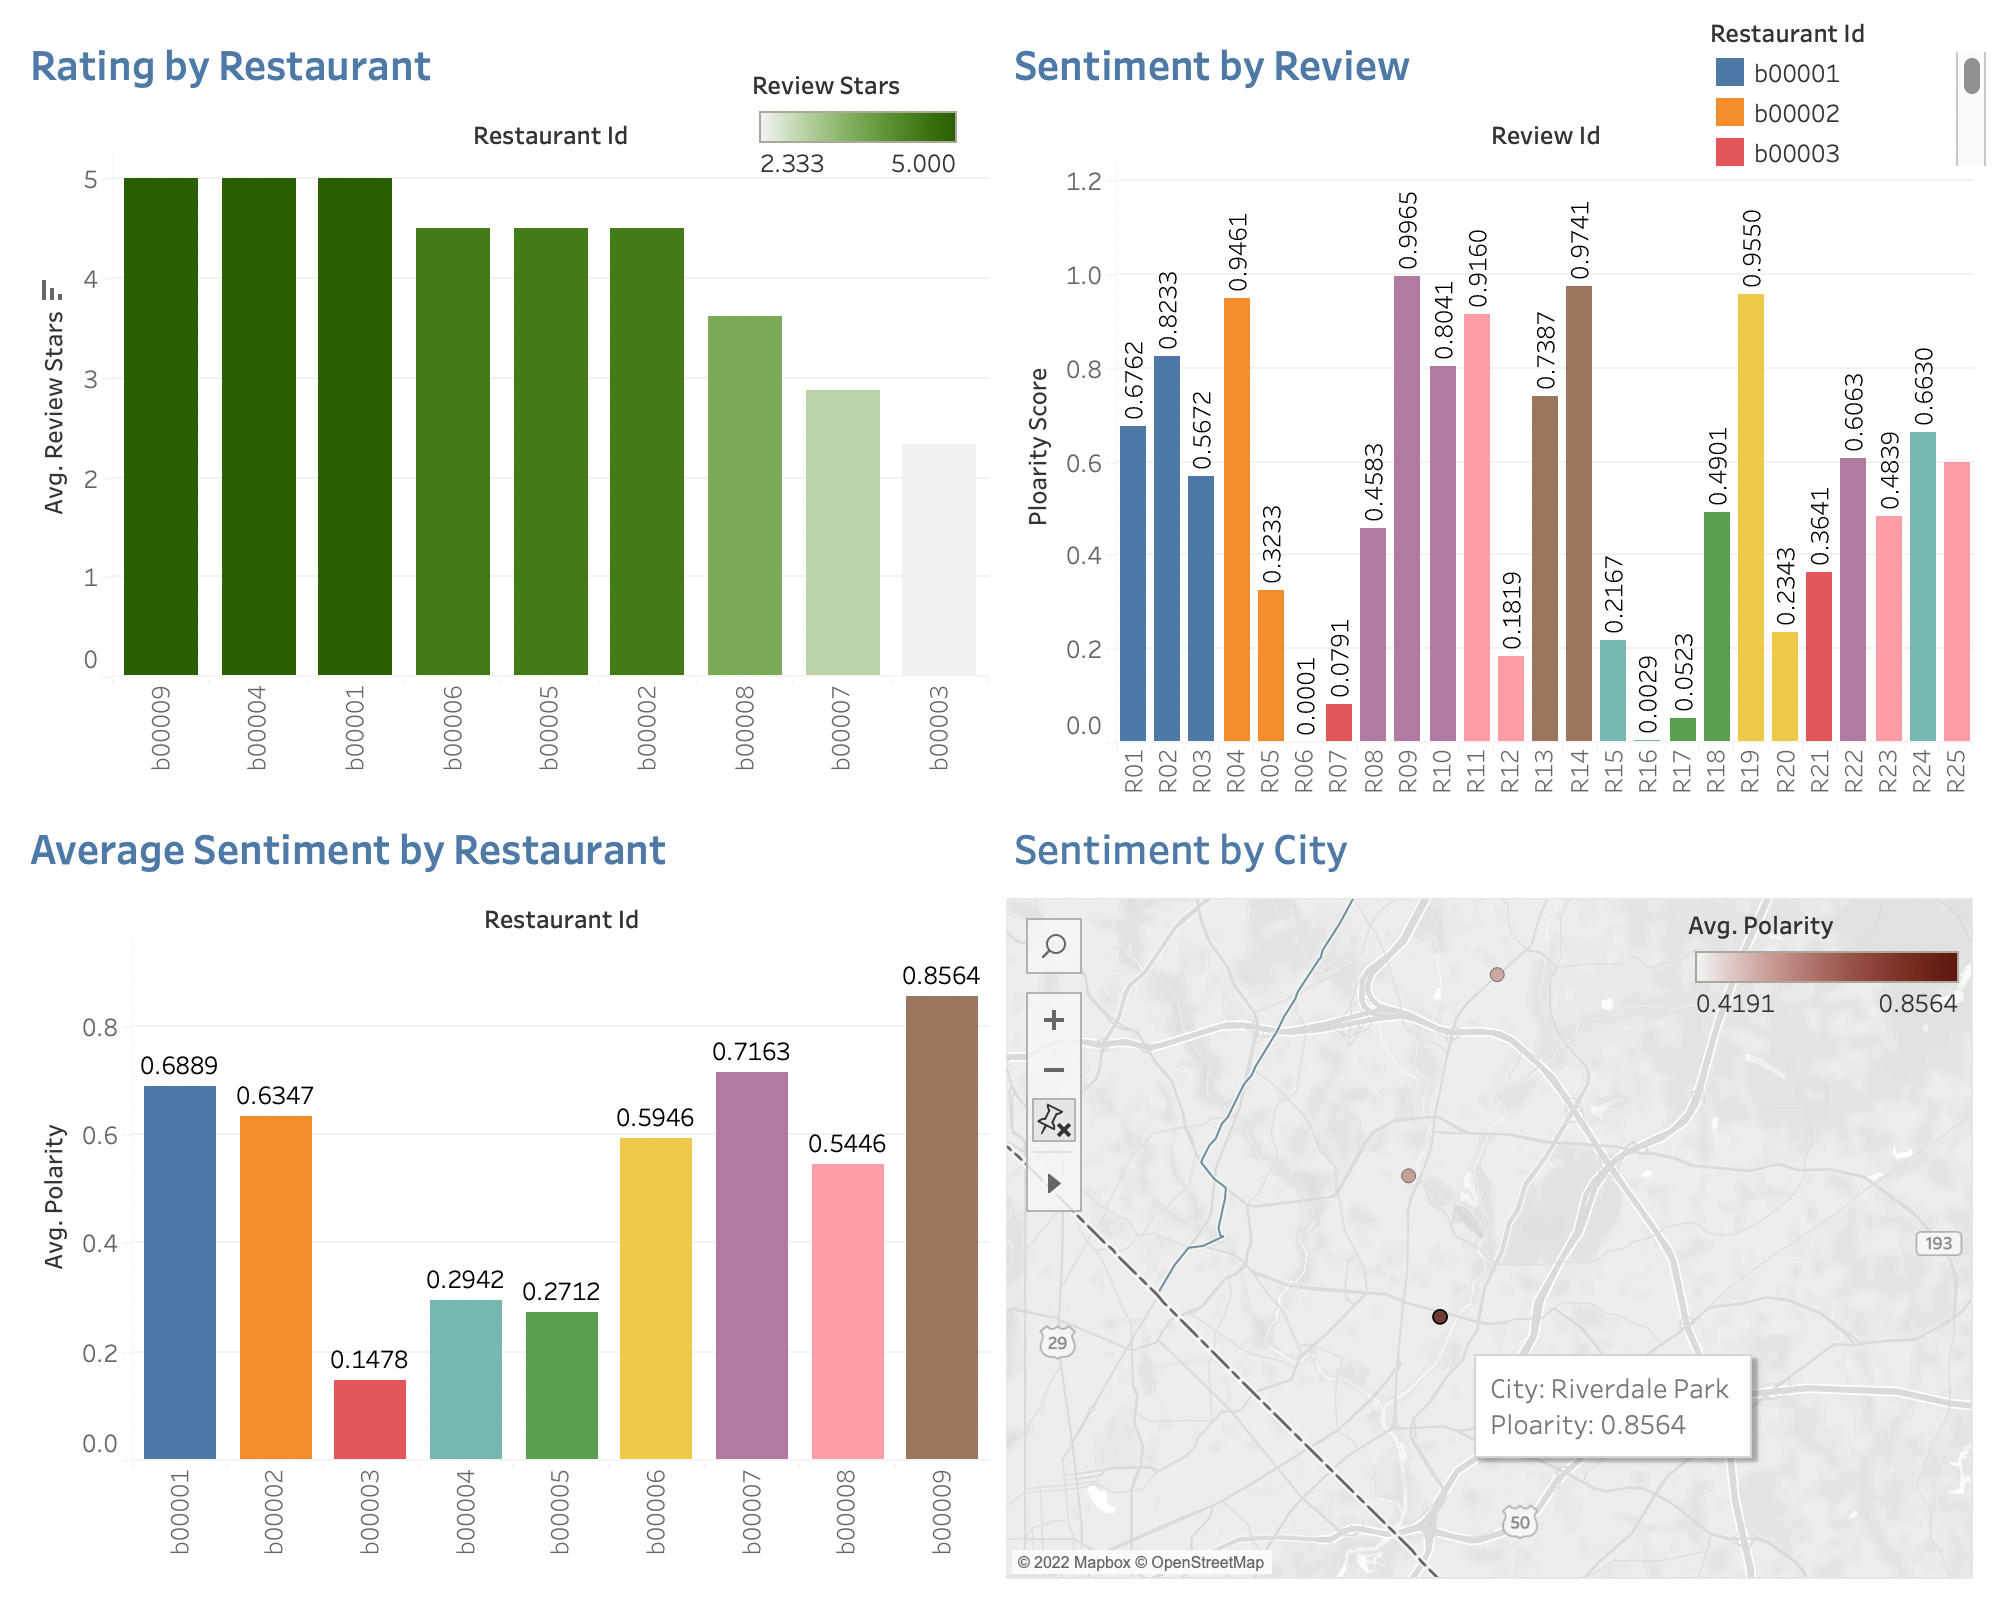 Rating by Restaurant
Review Stars
2.333 5.000
Restaurant Id
Avg. Review Stars
5
4
3
2
1
0
b00009
b00004
b00001
b00006
b00005
b00002
b00008
b00007
b00003
Sentiment by Review
Restaurant Id
b00001
b00002
b00003
Review Id
Ploarity Score
1.2
1.0
0.8
0.6
0.4
0.2
0.0
0.6762
0.8233
0.5672
0.9461
0.3233
0.0001
0.0791
0.4583
0.9965
0.8041
0.9160
0.1819
0.7387
0.9741
0.2167
0.0029
0.0523
0.4901
0.9550
0.2343
0.3641
0.6063
0.4839
0.6630
R01
R02
R03
R04
R05
R06
R07
R08
R09
R10
R11
R12
R13
R14
R15
R16
R17
R18
R19
R20
R21
R22
R23
R24
R25
Average Sentiment by Restaurant
Restaurant Id
Avg. Polarity
0.8
0.6
0.4
0.2
0.0
0.6889
0.6347
0.1478
0.2942
0.2712
0.5946
0.7163
0.5446
0.8564
b00001
b00002
b00003
b00004
b00005
b00006
b00007
b00008
b00009
Sentiment by City
Avg. Polarity
0.4191 0.8564
193
29
City: Riverdale Park
Ploarity: 0.8564
50
© 2022 Mapbox © OpenStreetMap